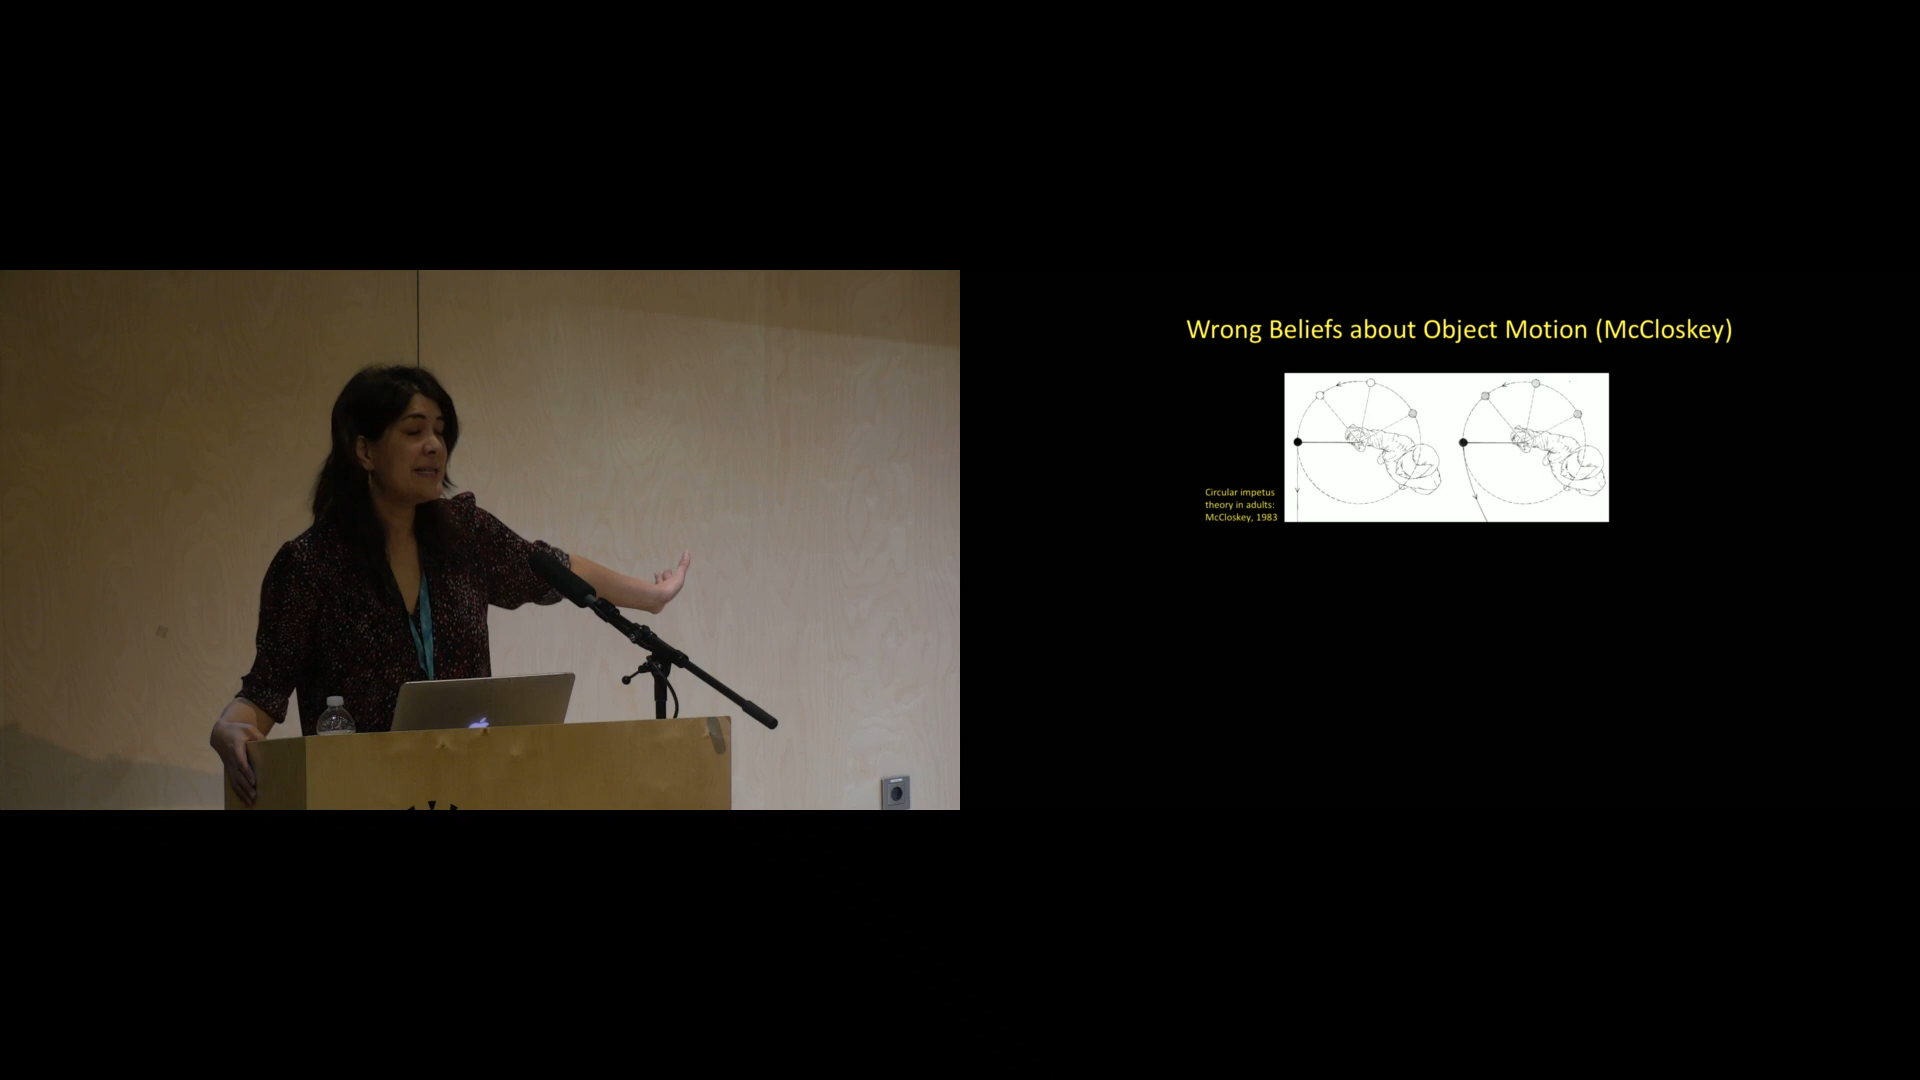 Wrong Beliefs about Object Motion (McCloskey)
Circular impetus
theory in adults:
McCloskey, 1983